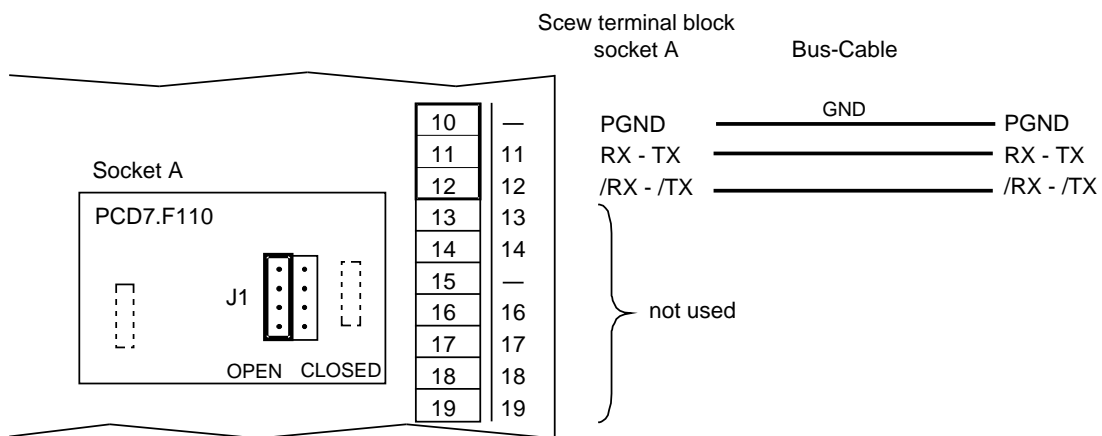 Scew terminal block
socket A Bus-Cable
10 — PGND GND PGND
11 11 RX - TX RX - TX
12 12 /RX - /TX /RX - /TX
Socket A
PCD7.F110 13 13
14 14
15 —
J1 16 16 not used
17 17
OPEN CLOSED 18 18
19 19